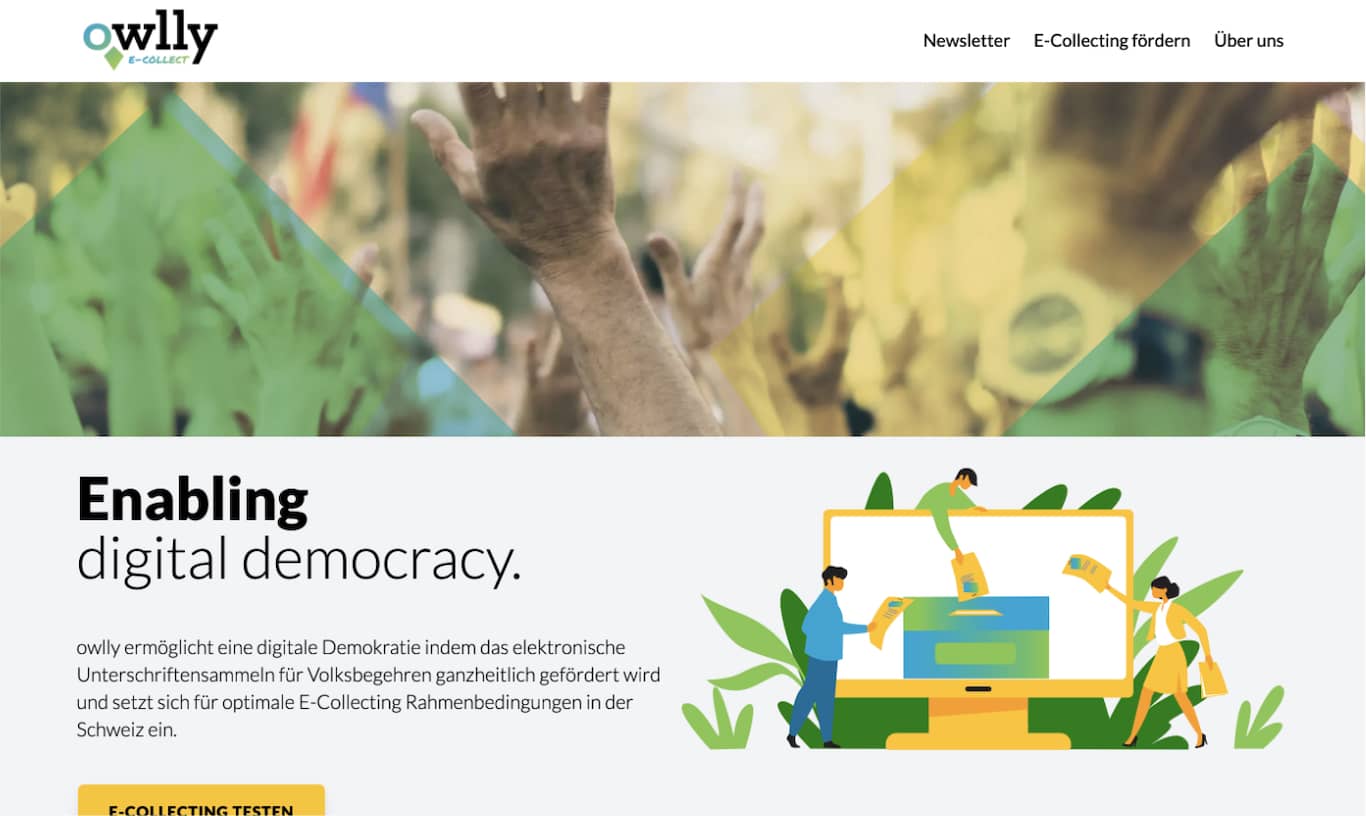 owlly
E-COLLECT
Newsletter
E-Collecting fördern
Über uns
Enabling
digital democracy.
owlly ermöglicht eine digitale Demokratie indem das elektronische
Unterschriftensammeln für Volksbegehren ganzheitlich gefördert wird
und setzt sich für optimale E-Collecting Rahmenbedingungen in der
Schweiz ein.
E-COLLECTING TESTEN